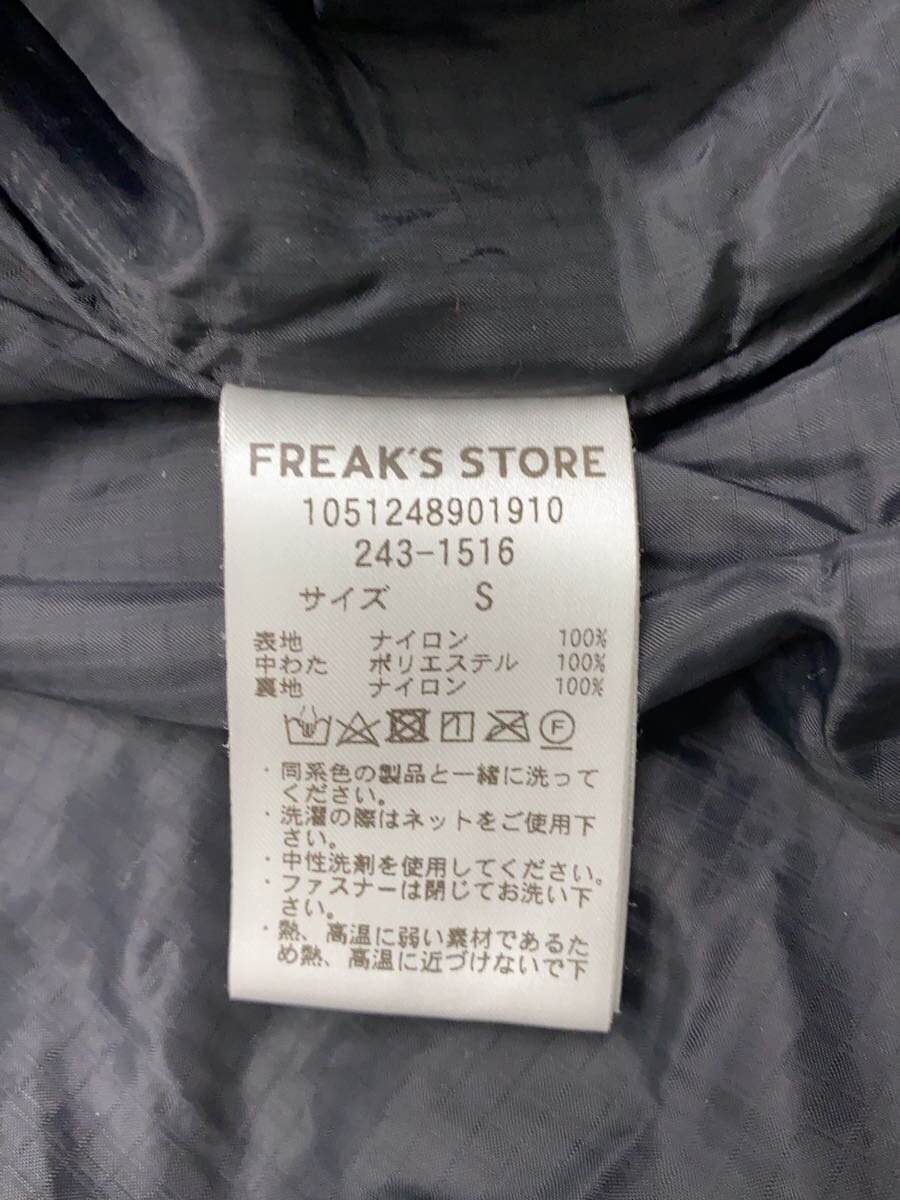 FREAK'S STORE
1051248901910
243-1516
サイズ S
表地 ナイロン 100%
中わた ポリエステル 100%
裏地 ナイロン 100%
F
・同系色の製品と一緒に洗って
ください。
・洗濯の際はネットをご使用下
さい。
・中性洗剤を使用してください。
・ファスナーは閉じてお洗い下
さい。
・熱、高温に弱い素材であるた
め熱、高温に近づけないで下